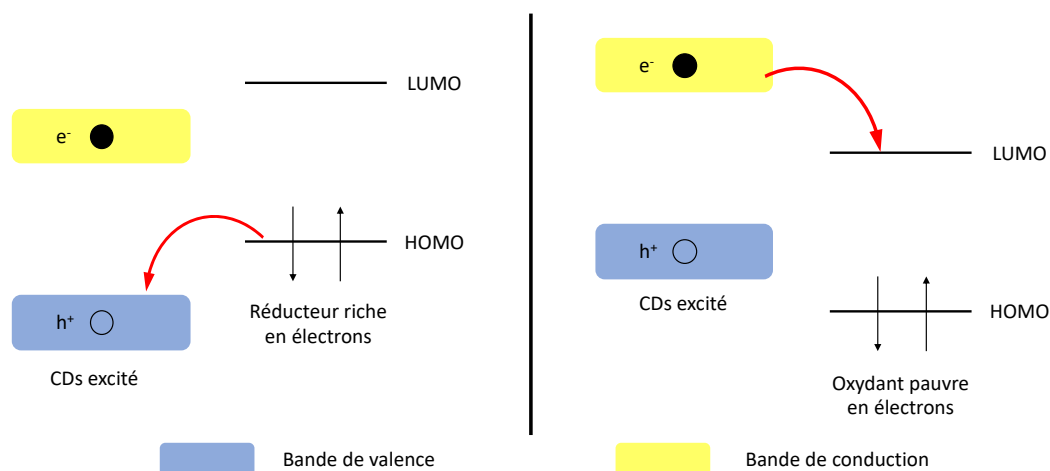 LUMO
e-
HOMO
h+
Réducteur riche
en électrons
CDs excité
e-
LUMO
h+
CDs excité
HOMO
Oxydant pauvre
en électrons
Bande de valence
Bande de conduction